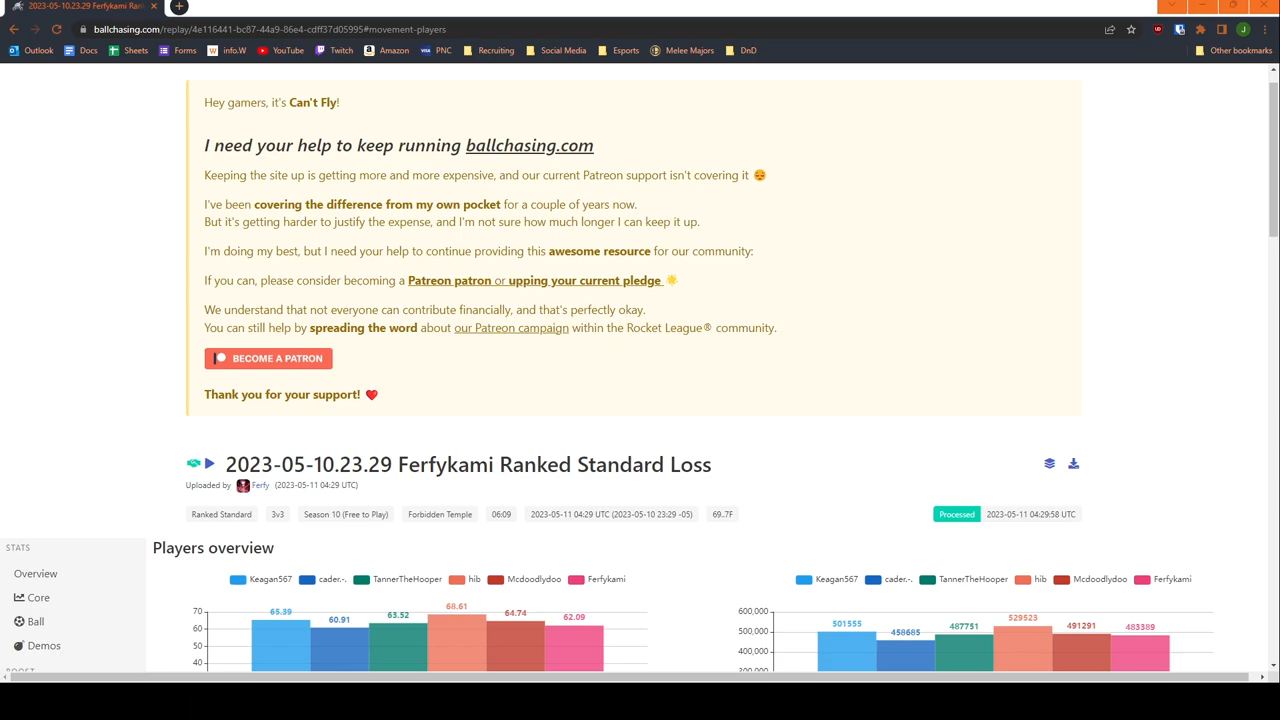 2023-05-10.23.29 Ferfykami Ran
ballchasing.com/replay/4e116441-bc87-44a9-86e4-cdff37d05995#movement-players
Outlook Docs Sheets Forms info.W YouTube Twitch Amazon PNC Recruiting Social Media Esports Melee Majors DnD Other bookmarks
Hey gamers, it's Can't Fly!
I need your help to keep running ballchasing.com
Keeping the site up is getting more and more expensive, and our current Patreon support isn't covering it 😔
I've been covering the difference from my own pocket for a couple of years now.
But it's getting harder to justify the expense, and I'm not sure how much longer I can keep it up.
I'm doing my best, but I need your help to continue providing this awesome resource for our community:
If you can, please consider becoming a Patreon patron or upping your current pledge 🌟
We understand that not everyone can contribute financially, and that's perfectly okay.
You can still help by spreading the word about our Patreon campaign within the Rocket League® community.
BECOME A PATRON
Thank you for your support! ❤️
2023-05-10.23.29 Ferfykami Ranked Standard Loss
Uploaded by Ferfy (2023-05-11 04:29 UTC)
Ranked Standard 3v3 Season 10 (Free to Play) Forbidden Temple 06:09 2023-05-11 04:29 UTC (2023-05-10 23:29 -05) 69..7F Processed 2023-05-11 04:29:58 UTC
STATS
Overview
Core
Ball
Demos
BOOST
Players overview
Keagan567 cader.-. TannerTheHooper hib Mcdoodlydoo Ferfykami
70
60
50
40
65.39 60.91 63.52 68.61 64.74 62.09
Keagan567 cader.-. TannerTheHooper hib Mcdoodlydoo Ferfykami
600,000
500,000
400,000
300,000
501555 458685 487751 529523 491291 483389